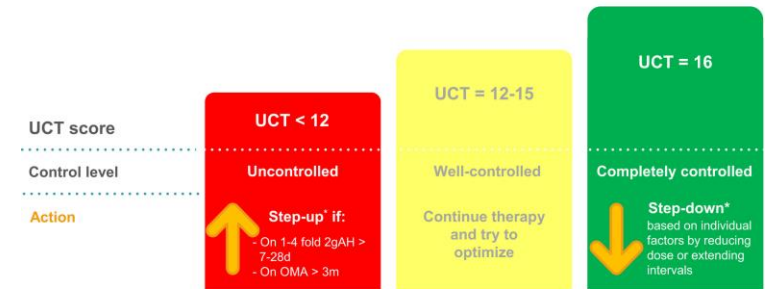 UCT score
UCT < 12
UCT = 12-15
UCT = 16
Control level
Uncontrolled
Well-controlled
Completely controlled
Action
Step-up* if:
- On 1-4 fold 2gAH >
7-28d
- On OMA > 3m
Continue therapy
and try to
optimize
Step-down*
based on individual
factors by reducing
dose or extending
intervals